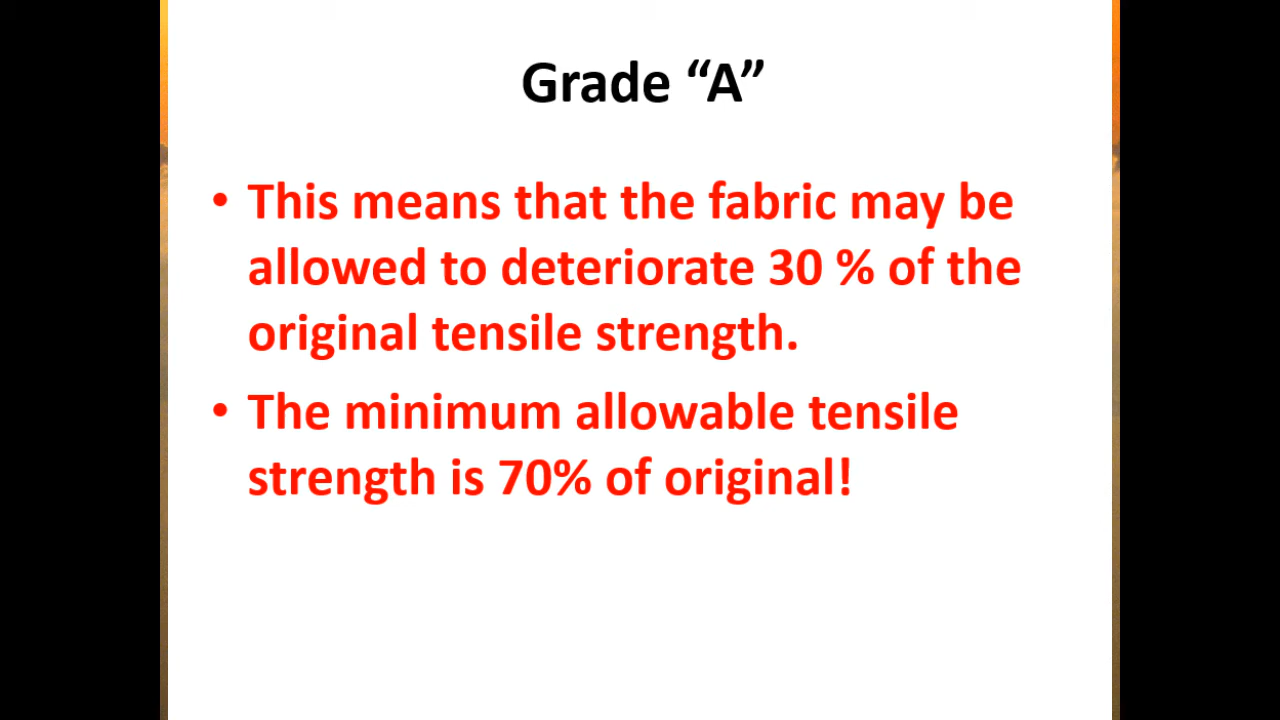 Grade “A”
• This means that the fabric may be
allowed to deteriorate 30 % of the
original tensile strength.
• The minimum allowable tensile
strength is 70% of original!